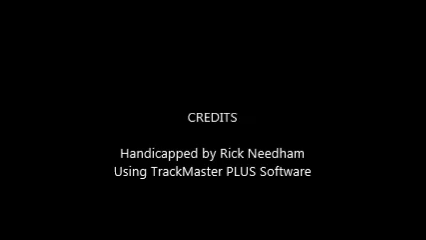 CREDITS
Handicapped by Rick Needham
Using TrackMaster PLUS Software